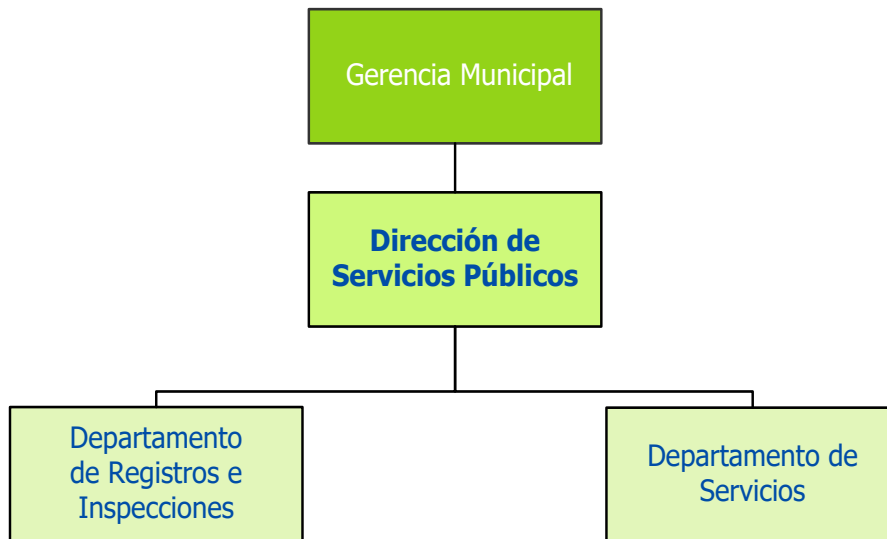 Gerencia Municipal
Dirección de
Servicios Públicos
Departamento
de Registros e
Inspecciones
Departamento de
Servicios